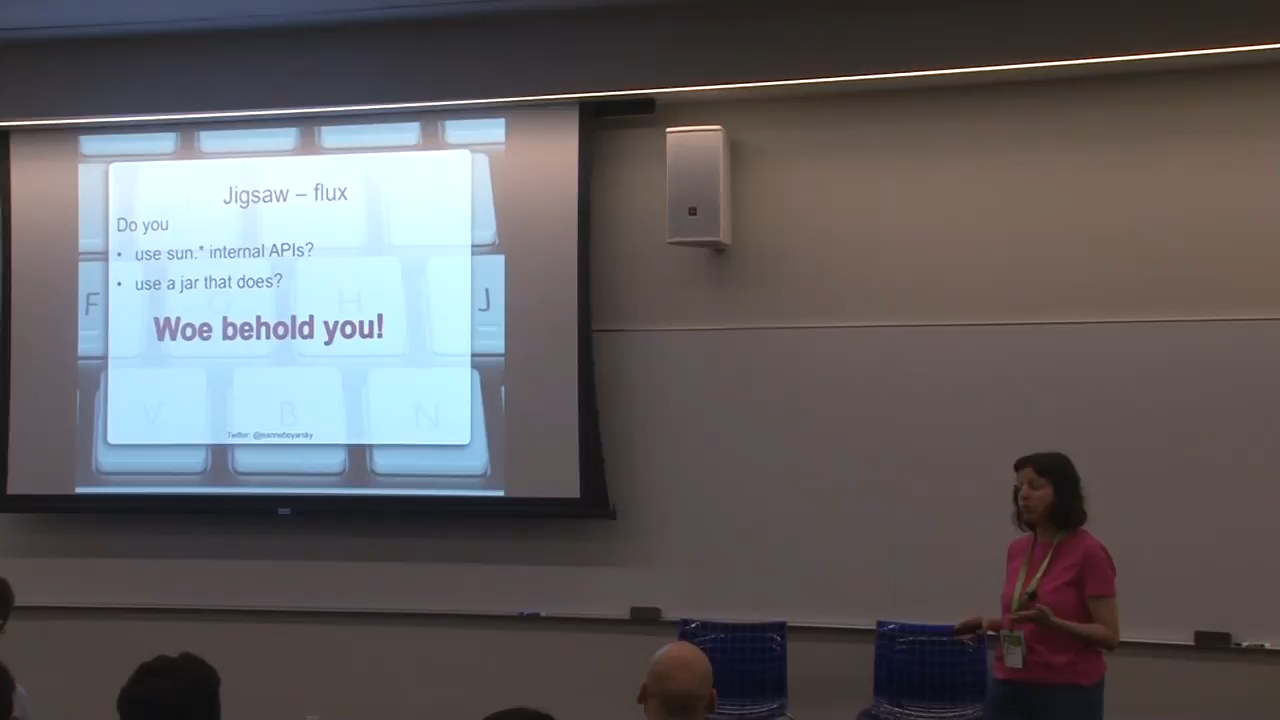 Jigsaw – flux
Do you
• use sun.* internal APIs?
• use a jar that does?
Woe behold you!
Twitter: @jeanneboyarsky
F
G
H
J
V
B
N